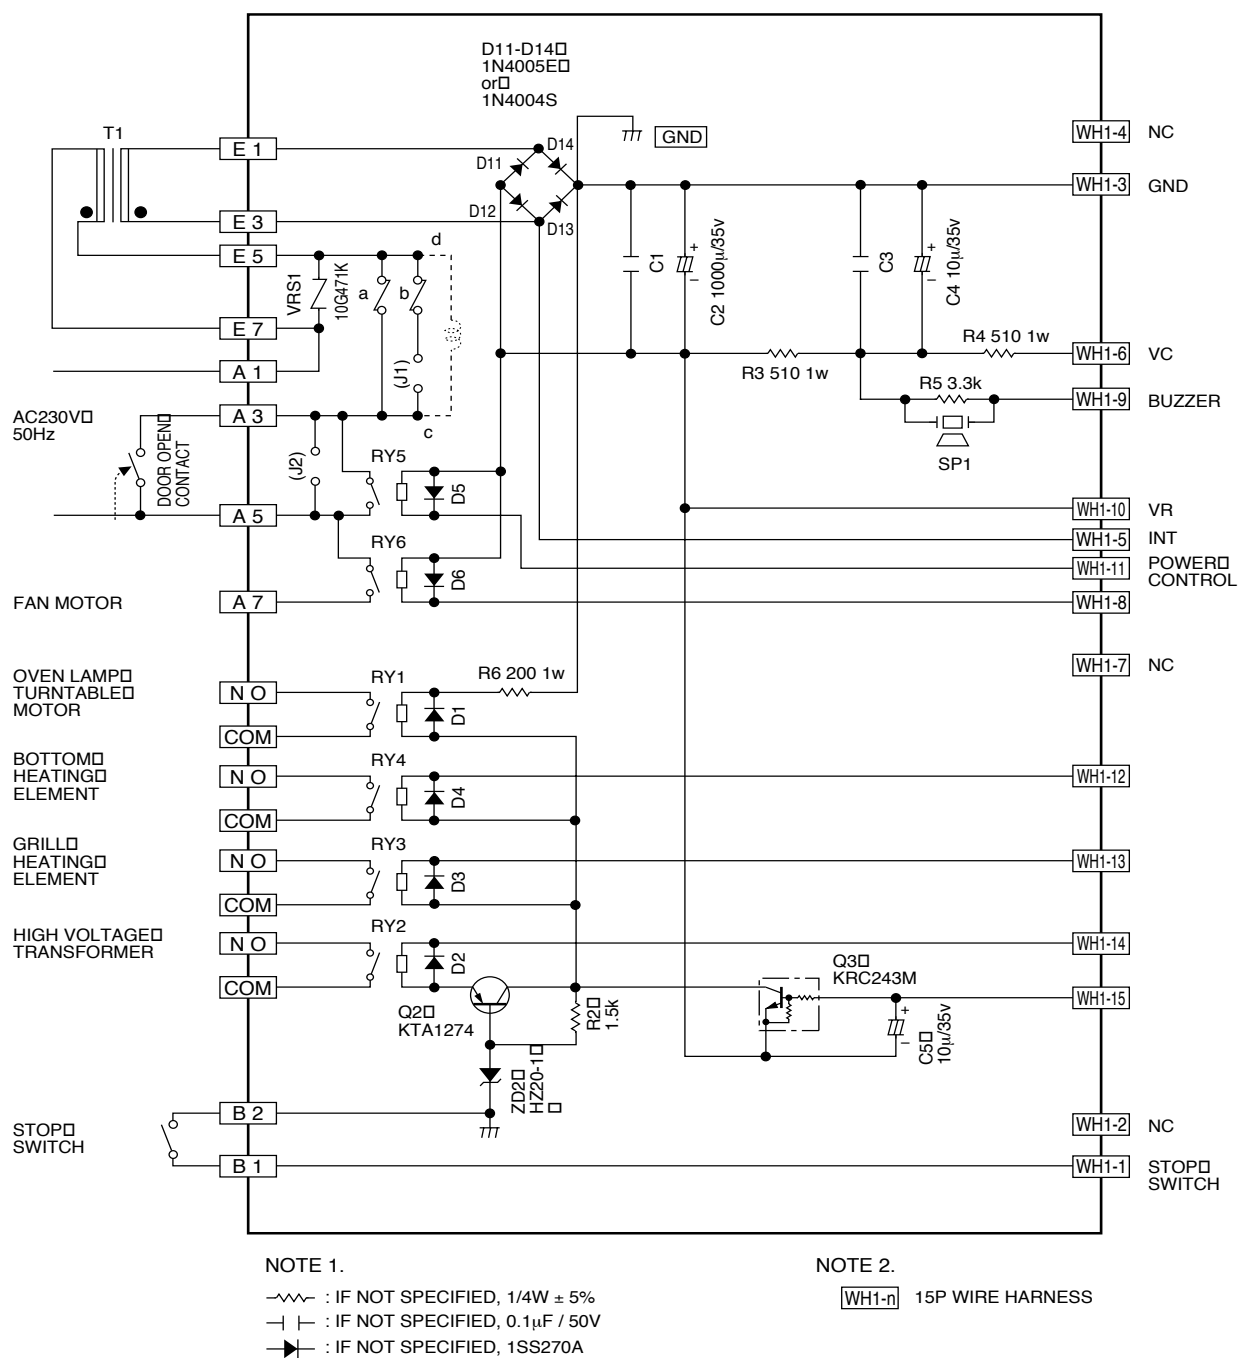 D11-D14□
1N4005E□
or□
1N4004S
T1
E 1
D14
GND
WH1-4 NC
D11
WH1-3 GND
D12
D13
E 3
E 5
d
VRS1
10G471K
a
b
C1
C2 1000µ/35v
+
–
C3
C4 10µ/35v
+
–
E 7
A 1
(J1)
R3 510 1w
R4 510 1w
WH1-6 VC
R5 3.3k
WH1-9 BUZZER
SP1
AC230V□
50Hz
A 3
c
DOOR OPEN□
CONTACT
(J2)
RY5
D5
A 5
WH1-10 VR
WH1-5 INT
RY6
D6
WH1-11 POWER□
CONTROL
FAN MOTOR
A 7
WH1-8
WH1-7 NC
OVEN LAMP□
TURNTABLE□
MOTOR
N O
COM
RY1
D1
R6 200 1w
BOTTOM□
HEATING□
ELEMENT
N O
COM
RY4
D4
WH1-12
GRILL□
HEATING□
ELEMENT
N O
COM
RY3
D3
WH1-13
HIGH VOLTAGE□
TRANSFORMER
N O
COM
RY2
D2
WH1-14
Q2□
KTA1274
R2□
1.5k
Q3□
KRC243M
WH1-15
+
–
C5□
10µ/35v
ZD2□
HZ20-1□
□
B 2
STOP□
SWITCH
B 1
WH1-2 NC
WH1-1 STOP□
SWITCH
NOTE 1.
: IF NOT SPECIFIED, 1/4W ± 5%
: IF NOT SPECIFIED, 0.1µF / 50V
: IF NOT SPECIFIED, 1SS270A
NOTE 2.
WH1-n 15P WIRE HARNESS